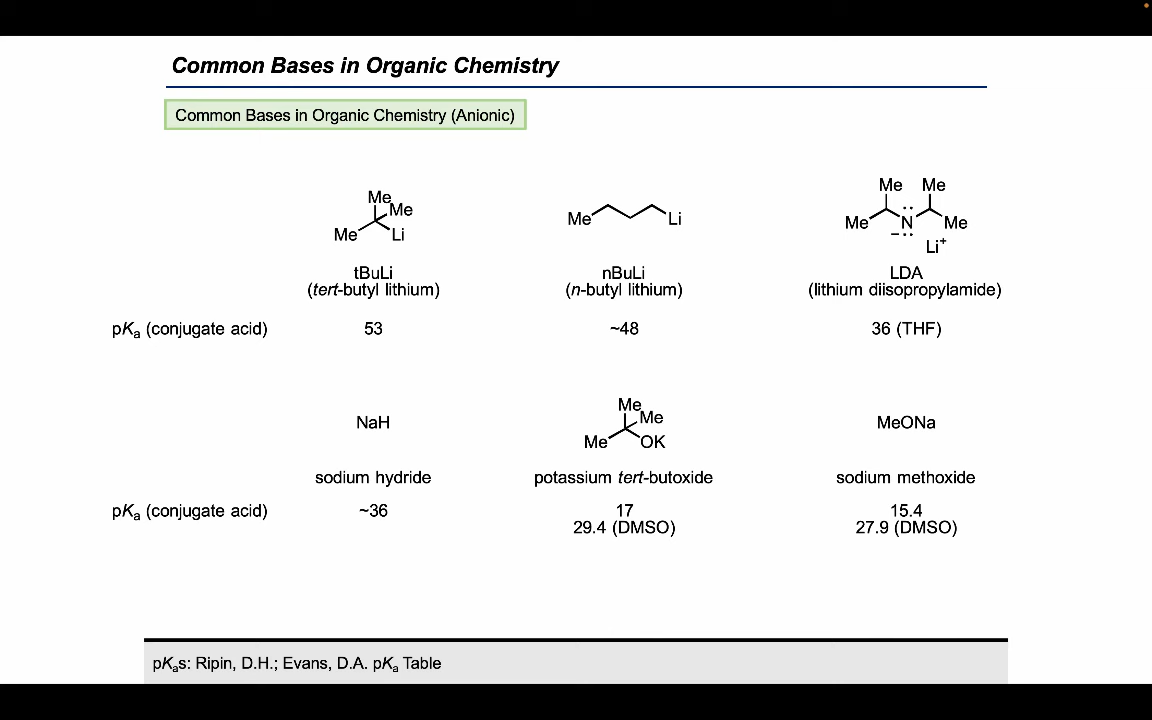 Common Bases in Organic Chemistry
Common Bases in Organic Chemistry (Anionic)
Me
Me
Me
Li
Me
Li
Me Me
Me
N
Me
Li+
tBuLi
(tert-butyl lithium)
nBuLi
(n-butyl lithium)
LDA
(lithium diisopropylamide)
pKa (conjugate acid) 53 ~48 36 (THF)
NaH
Me
Me
Me
OK
MeONa
sodium hydride
potassium tert-butoxide
sodium methoxide
pKa (conjugate acid) ~36 17 15.4
29.4 (DMSO) 27.9 (DMSO)
pKas: Ripin, D.H.; Evans, D.A. pKa Table